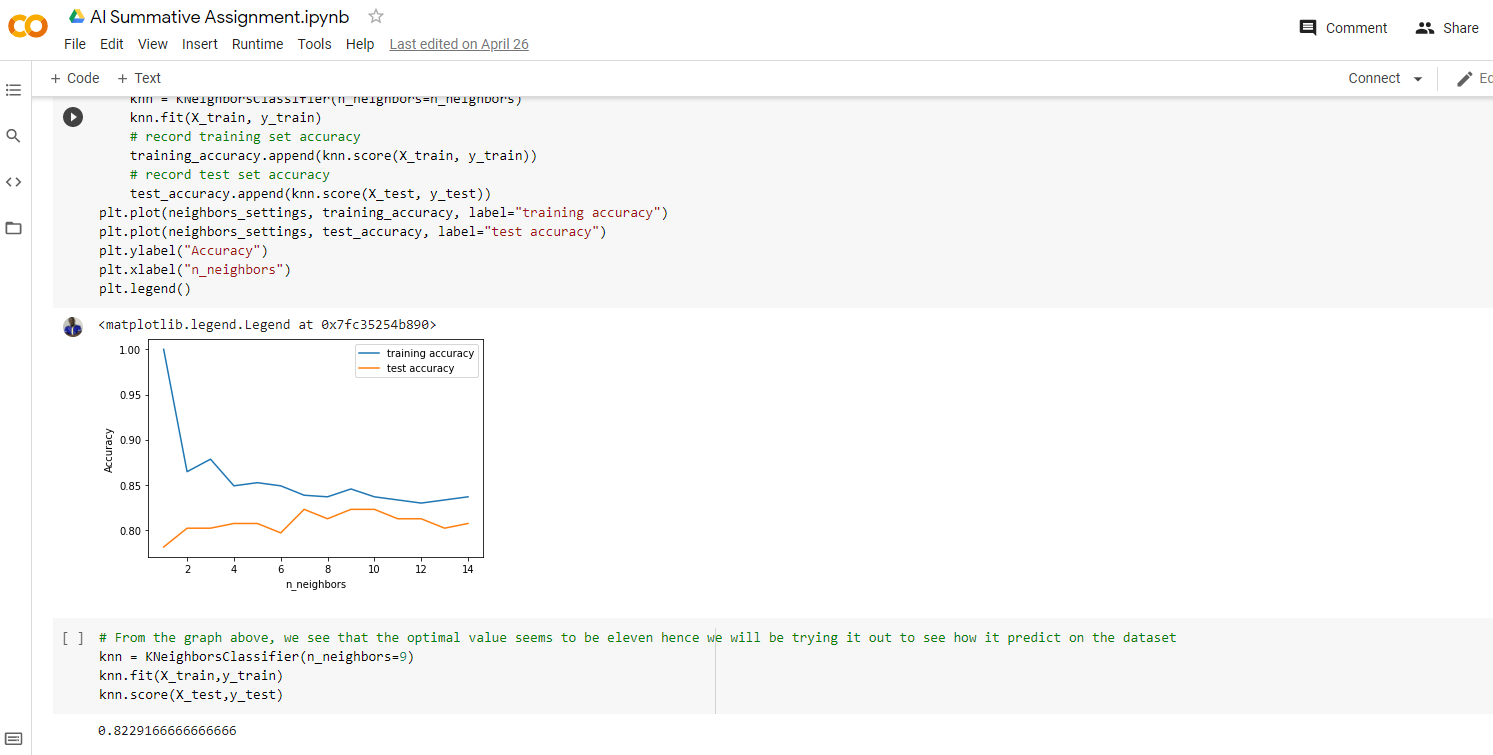 AI Summative Assignment.ipynb
File Edit View Insert Runtime Tools Help Last edited on April 26
Comment Share
+ Code + Text
Connect
knn = KNeighborsClassifier(n_neighbors=n_neighbors)
knn.fit(X_train, y_train)
# record training set accuracy
training_accuracy.append(knn.score(X_train, y_train))
# record test set accuracy
test_accuracy.append(knn.score(X_test, y_test))
plt.plot(neighbors_settings, training_accuracy, label="training accuracy")
plt.plot(neighbors_settings, test_accuracy, label="test accuracy")
plt.ylabel("Accuracy")
plt.xlabel("n_neighbors")
plt.legend()
<matplotlib.legend.Legend at 0x7fc35254b890>
training accuracy
test accuracy
1.00
0.95
0.90
0.85
0.80
Accuracy
2 4 6 8 10 12 14
n_neighbors
[ ] # From the graph above, we see that the optimal value seems to be eleven hence we will be trying it out to see how it predict on the dataset
knn = KNeighborsClassifier(n_neighbors=9)
knn.fit(X_train,y_train)
knn.score(X_test,y_test)
0.8229166666666666